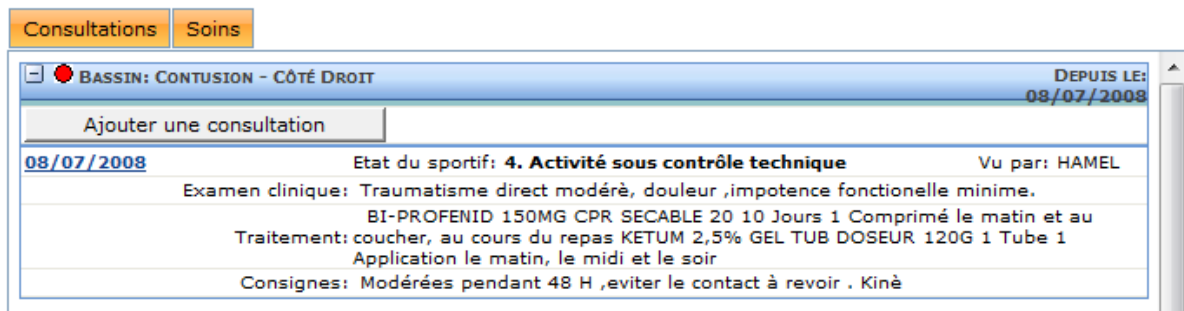 Consultations Soins
BASSIN: CONTUSION - CÔTÉ DROIT DEPUIS LE:
08/07/2008
Ajouter une consultation
08/07/2008 Etat du sportif: 4. Activité sous contrôle technique Vu par: HAMEL
Examen clinique: Traumatisme direct modérè, douleur ,impotence fonctionelle minime.
BI-PROFENID 150MG CPR SECABLE 20 10 Jours 1 Comprimé le matin et au
Traitement: coucher, au cours du repas KETUM 2,5% GEL TUB DOSEUR 120G 1 Tube 1
Application le matin, le midi et le soir
Consignes: Modérées pendant 48 H ,eviter le contact à revoir . Kinè